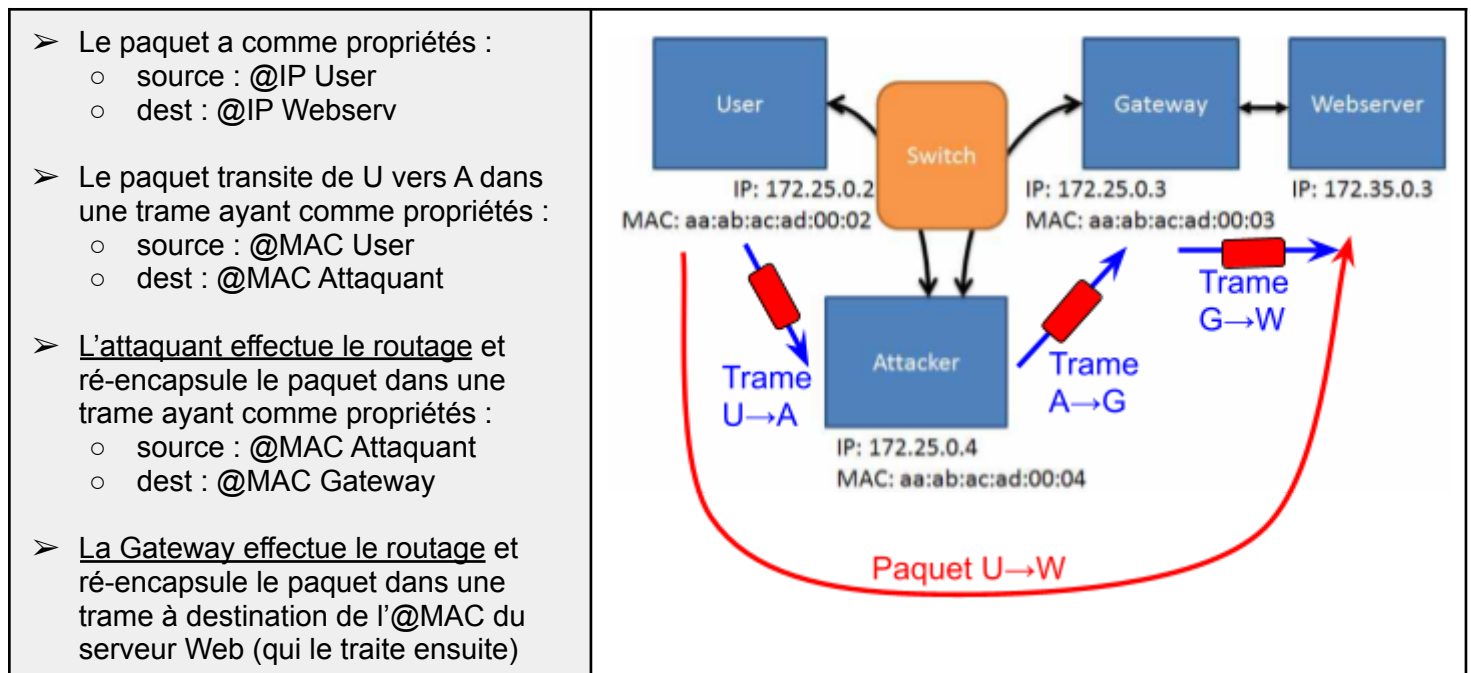 ➢ Le paquet a comme propriétés :
○ source : @IP User
○ dest : @IP Webserv
➢ Le paquet transite de U vers A dans
une trame ayant comme propriétés :
○ source : @MAC User
○ dest : @MAC Attaquant
➢ L'attaquant effectue le routage et
ré-encapsule le paquet dans une
trame ayant comme propriétés :
○ source : @MAC Attaquant
○ dest : @MAC Gateway
➢ La Gateway effectue le routage et
ré-encapsule le paquet dans une
trame à destination de l'@MAC du
serveur Web (qui le traite ensuite)
User
Switch
Gateway
Webserver
IP: 172.25.0.2
MAC: aa:ab:ac:ad:00:02
IP: 172.25.0.3
MAC: aa:ab:ac:ad:00:03
IP: 172.35.0.3
Trame
U→A
Attacker
Trame
A→G
Trame
G→W
IP: 172.25.0.4
MAC: aa:ab:ac:ad:00:04
Paquet U→W